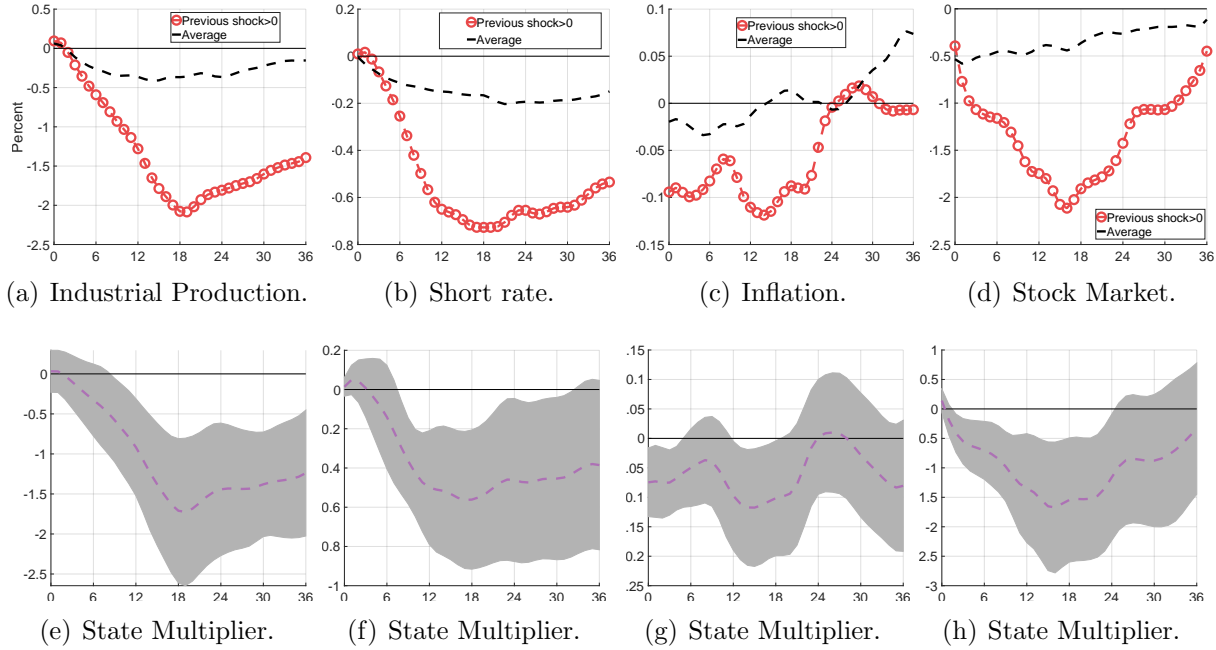 Percent
0.5
0
-0.5
-1
-1.5
-2
-2.5
0 6 12 18 24 30 36
Previous shock>0
Average
(a) Industrial Production.
0.2
0
-0.2
-0.4
-0.6
-0.8
0 6 12 18 24 30 36
Previous shock>0
Average
(b) Short rate.
0.1
0.05
0
-0.05
-0.1
-0.15
0 6 12 18 24 30 36
Previous shock>0
Average
(c) Inflation.
0
-0.5
-1
-1.5
-2
-2.5
0 6 12 18 24 30 36
Previous shock>0
Average
(d) Stock Market.
0
-0.5
-1
-1.5
-2
-2.5
0 6 12 18 24 30 36
(e) State Multiplier.
0.2
0
0.2
0.4
0.6
0.8
-1
0 6 12 18 24 30 36
(f) State Multiplier.
.15
0.1
0.05
0
0.05
0.1
0.15
0.2
.25
0 6 12 18 24 30 36
(g) State Multiplier.
1
0.5
0
0.5
-1
1.5
-2
2.5
-3
0 6 12 18 24 30 36
(h) State Multiplier.